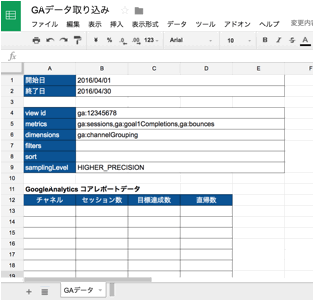 GAデータ取り込み
ファイル 編集 表示 挿入 表示形式 データ ツール アドオン ヘルプ 変更内容
¥ % .0 .00 123 Arial 10 B I S A
fx
A B C D E F
1 開始日 2016/04/01
2 終了日 2016/04/30
3
4 view id ga:12345678
5 metrics ga:sessions,ga:goal1Completions,ga:bounces
6 dimensions ga:channelGrouping
7 filters
8 sort
9 samplingLevel HIGHER_PRECISION
10
11 GoogleAnalytics コアレポートデータ
12 チャネル セッション数 目標達成数 直帰数
13
14
15
16
17
18
19
GAデータ